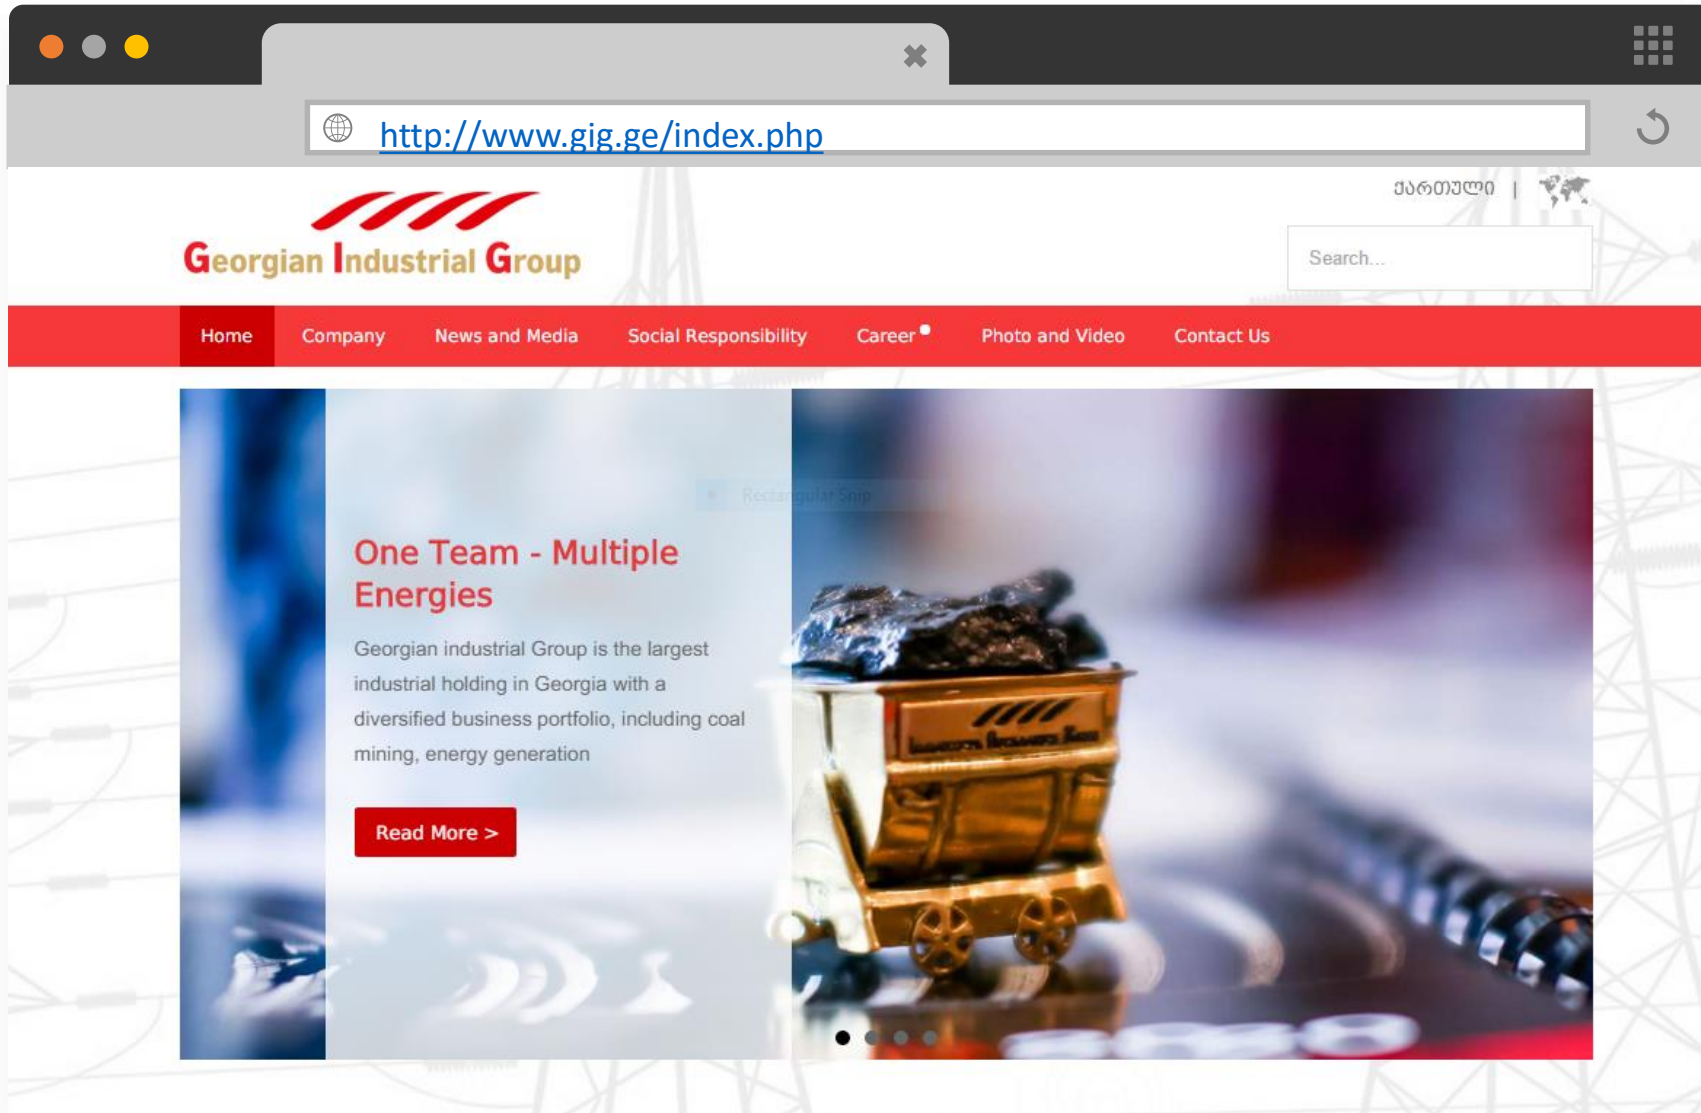 http://www.gig.ge/index.php
ქართული |
Georgian Industrial Group
Search...
Home Company News and Media Social Responsibility Career Photo and Video Contact Us
Rectangular Snip
One Team - Multiple
Energies
Georgian industrial Group is the largest
industrial holding in Georgia with a
diversified business portfolio, including coal
mining, energy generation
Read More >